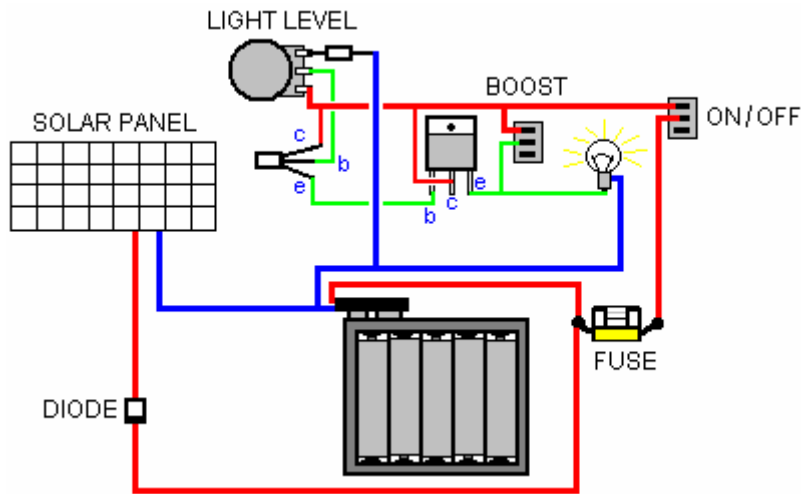 LIGHT LEVEL
BOOST
ON/OFF
SOLAR PANEL
c
b
e
e
c
b
FUSE
DIODE